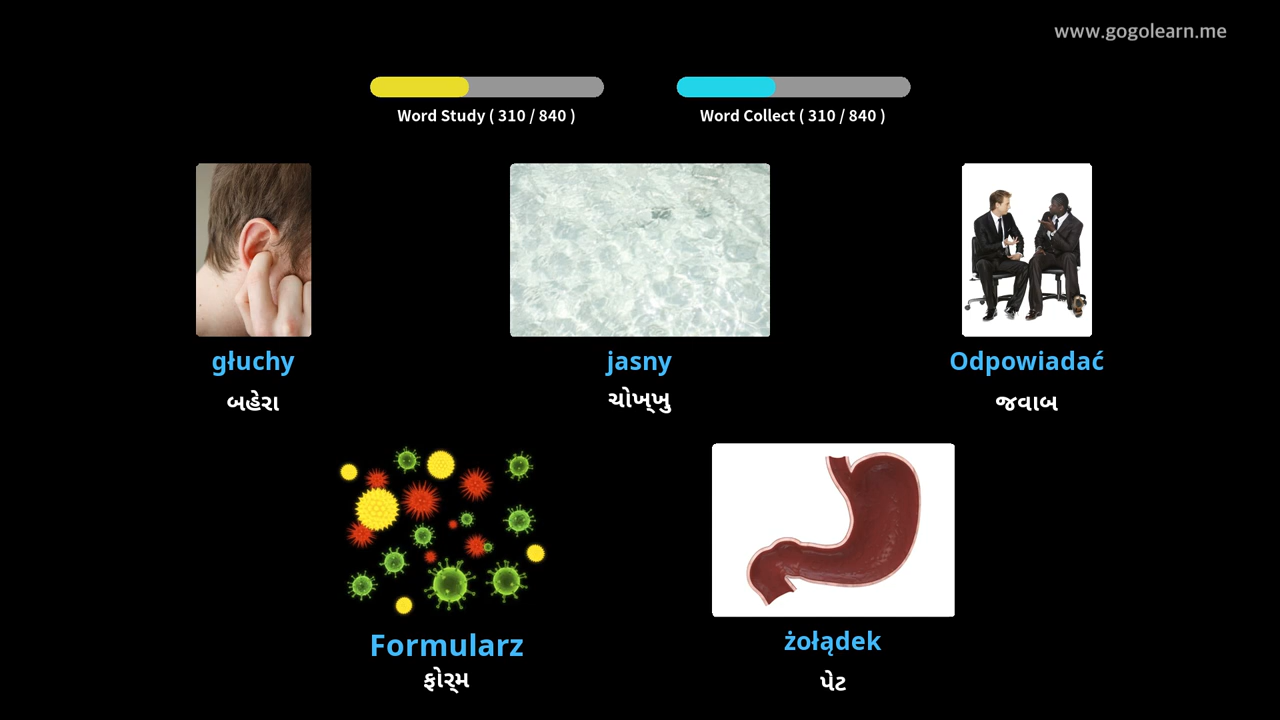 www.gogolearn.me
Word Study ( 310 / 840 )
Word Collect ( 310 / 840 )
głuchy
jasny
Odpowiadać
બહેરા
ચોખ્ખુ
જવાબ
Formularz
żołądek
ફોર્મ
પેટ